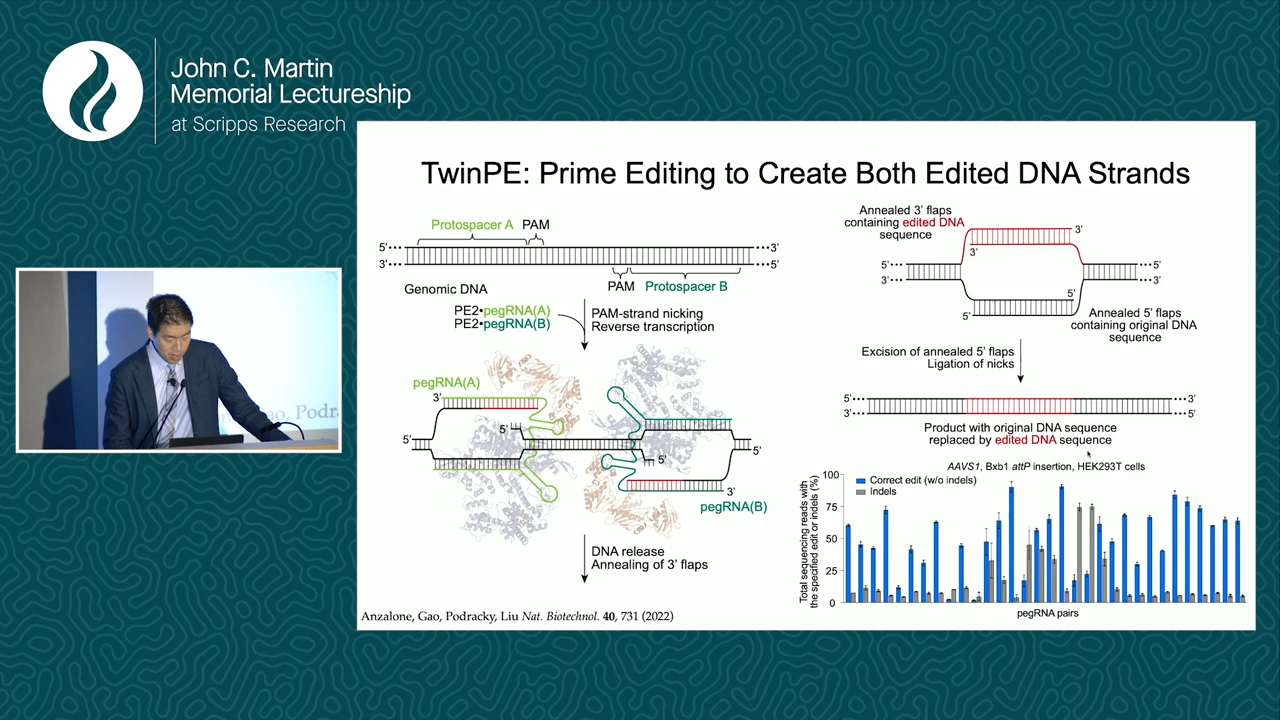 John C. Martin
Memorial Lectureship
at Scripps Research
TwinPE: Prime Editing to Create Both Edited DNA Strands
Protospacer A PAM
5' 3'
3' 5'
PAM Protospacer B
Genomic DNA
PE2•pegRNA(A)
PE2•pegRNA(B)
PAM-strand nicking
Reverse transcription
pegRNA(A)
3'
5'
5' 5'
5'
3'
pegRNA(B)
DNA release
Annealing of 3' flaps
Anzalone, Gao, Podracky, Liu Nat. Biotechnol. 40, 731 (2022)
Annealed 3' flaps
containing edited DNA
sequence
3'
3'
5' 5'
3' 3'
5'
5'
Annealed 5' flaps
containing original DNA
sequence
Excision of annealed 5' flaps
Ligation of nicks
5' 3'
3' 5'
Product with original DNA sequence
replaced by edited DNA sequence
AAVS1, Bxb1 attP insertion, HEK293T cells
Total sequencing reads with
the specified edit or indels (%)
100
75
50
25
0
Correct edit (w/o indels)
Indels
pegRNA pairs
ao, Podra